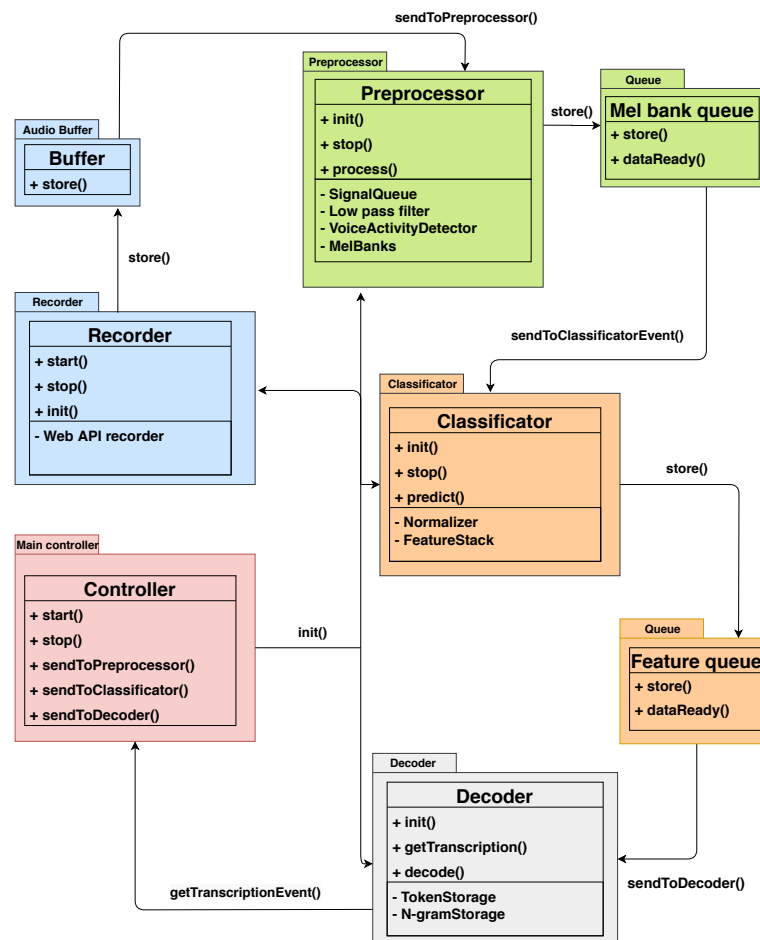 sendToPreprocessor()
Preprocessor
Preprocessor
+ init()
+ stop()
+ process()
- SignalQueue
- Low pass filter
- VoiceActivityDetector
- MelBanks
store()
Queue
Mel bank queue
+ store()
+ dataReady()
Audio Buffer
Buffer
+ store()
store()
Recorder
Recorder
+ start()
+ stop()
+ init()
- Web API recorder
sendToClassificatorEvent()
Classificator
Classificator
+ init()
+ stop()
+ predict()
- Normalizer
- FeatureStack
store()
Main controller
Controller
+ start()
+ stop()
+ sendToPreprocessor()
+ sendToClassificator()
+ sendToDecoder()
init()
Queue
Feature queue
+ store()
+ dataReady()
Decoder
Decoder
+ init()
+ getTranscription()
+ decode()
- TokenStorage
- N-gramStorage
sendToDecoder()
getTranscriptionEvent()